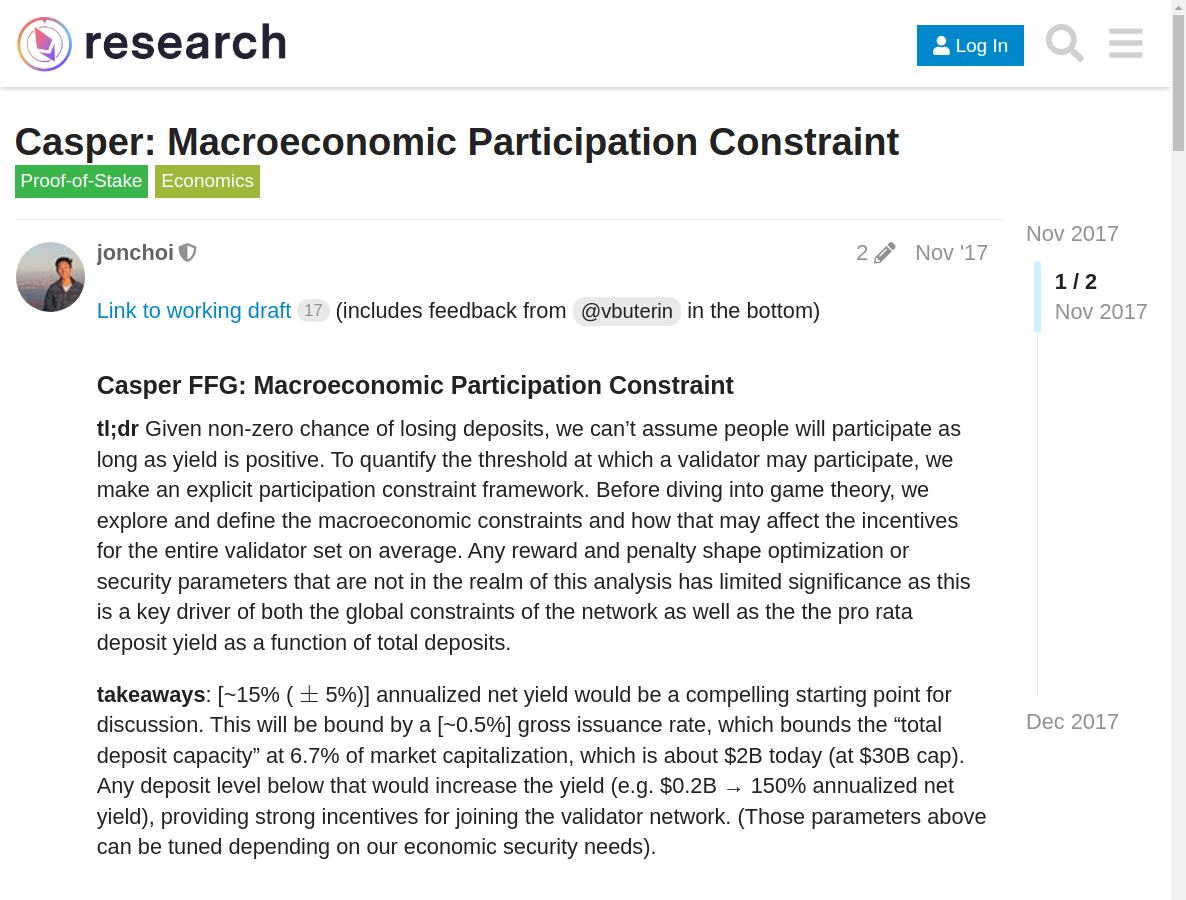 research
Log In
Casper: Macroeconomic Participation Constraint
Proof-of-Stake Economics
jonchoi 2 Nov '17
Link to working draft 17 (includes feedback from @vbuterin in the bottom)
Casper FFG: Macroeconomic Participation Constraint
tl;dr Given non-zero chance of losing deposits, we can’t assume people will participate as
long as yield is positive. To quantify the threshold at which a validator may participate, we
make an explicit participation constraint framework. Before diving into game theory, we
explore and define the macroeconomic constraints and how that may affect the incentives
for the entire validator set on average. Any reward and penalty shape optimization or
security parameters that are not in the realm of this analysis has limited significance as this
is a key driver of both the global constraints of the network as well as the the pro rata
deposit yield as a function of total deposits.
takeaways: [~15% ( ± 5%)] annualized net yield would be a compelling starting point for
discussion. This will be bound by a [~0.5%] gross issuance rate, which bounds the “total
deposit capacity” at 6.7% of market capitalization, which is about $2B today (at $30B cap).
Any deposit level below that would increase the yield (e.g. $0.2B → 150% annualized net
yield), providing strong incentives for joining the validator network. (Those parameters above
can be tuned depending on our economic security needs).
Nov 2017
1 / 2
Nov 2017
Dec 2017